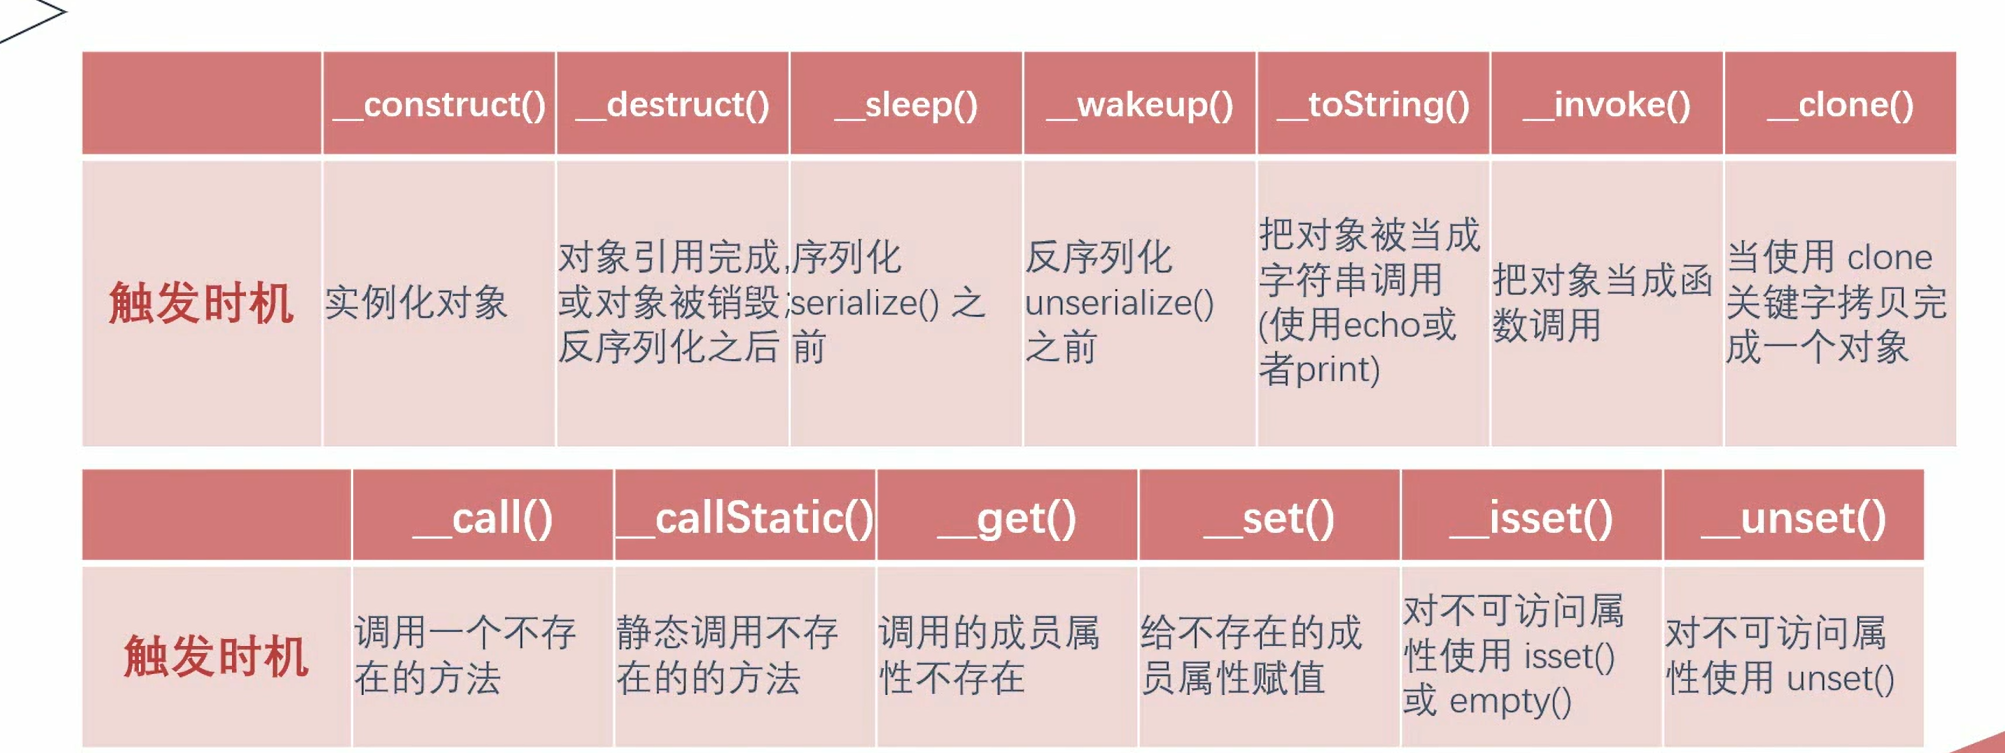 __construct() __destruct() __sleep() __wakeup() __toString() __invoke() __clone()
触发时机
实例化对象
对象引用完成,
或对象被销毁;
反序列化之后
序列化
serialize() 之
前
反序列化
unserialize()
之前
把对象被当成
字符串调用
(使用echo或
者print)
把对象当成函
数调用
当使用 clone
关键字拷贝完
成一个对象
__call() __callStatic() __get() __set() __isset() __unset()
触发时机
调用一个不存
在的方法
静态调用不存
在的的方法
调用的成员属
性不存在
给不存在的成
员属性赋值
对不可访问属
性使用 isset()
或 empty()
对不可访问属
性使用 unset()